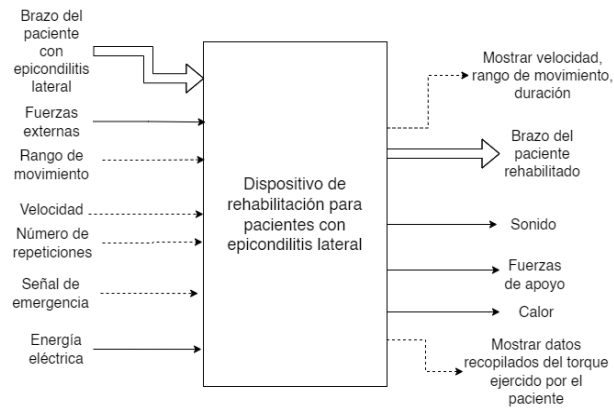 Brazo del
paciente
con
epicondilitis
lateral
Fuerzas
externas
Rango de
movimiento
Velocidad
Número de
repeticiones
Señal de
emergencia
Energía
eléctrica
Dispositivo de
rehabilitación para
pacientes con
epicondilitis lateral
Mostrar velocidad,
rango de movimiento,
duración
Brazo del
paciente
rehabilitado
Sonido
Fuerzas
de apoyo
Calor
Mostrar datos
recopilados del torque
ejercido por el
paciente